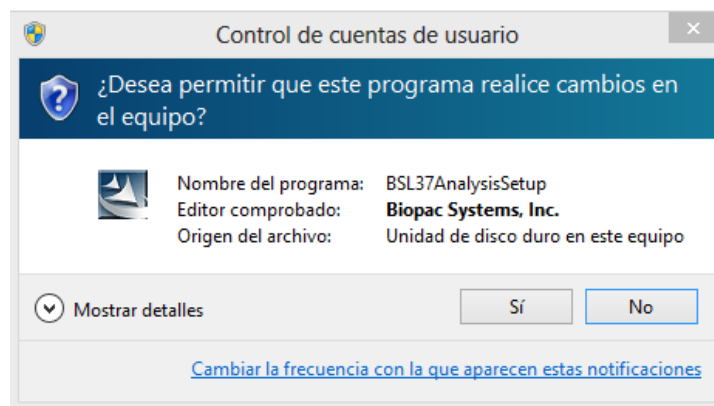 Control de cuentas de usuario
¿Desea permitir que este programa realice cambios en
el equipo?
Nombre del programa: BSL37AnalysisSetup
Editor comprobado: Biopac Systems, Inc.
Origen del archivo: Unidad de disco duro en este equipo
Mostrar detalles Sí No
Cambiar la frecuencia con la que aparecen estas notificaciones